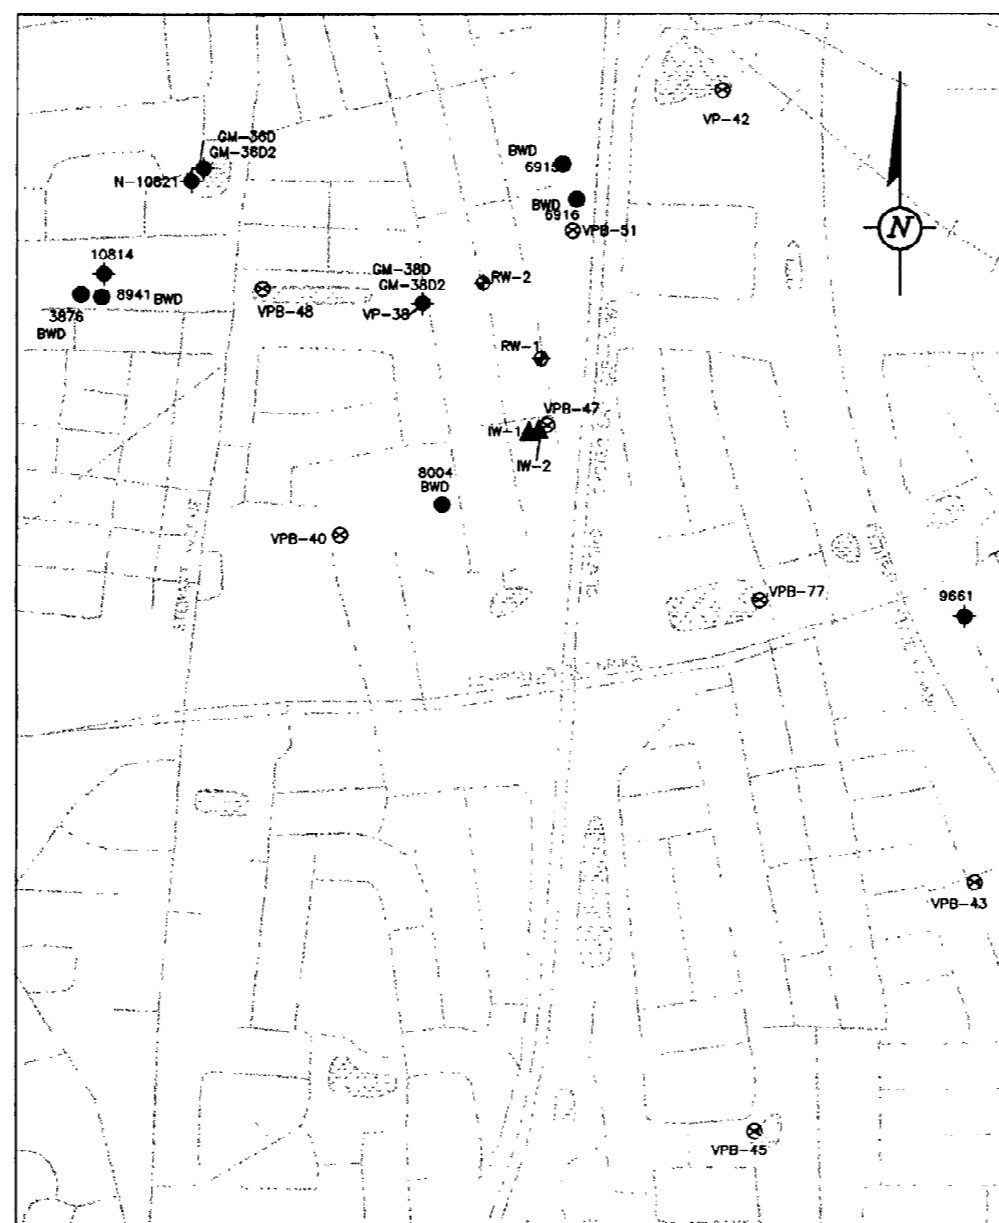 VP-42
GM-36D
GM-36D2
N-10821
BWD
6915
BWD
6916
VPB-51
N
10814
8941 BWD
3876
BWD
VPB-48
GM-38D
GM-38D2
VP-38
RW-2
RW-1
VPB-47
IW-1
IW-2
8004
BWD
VPB-40
VPB-77
9661
VPB-43
VPB-45